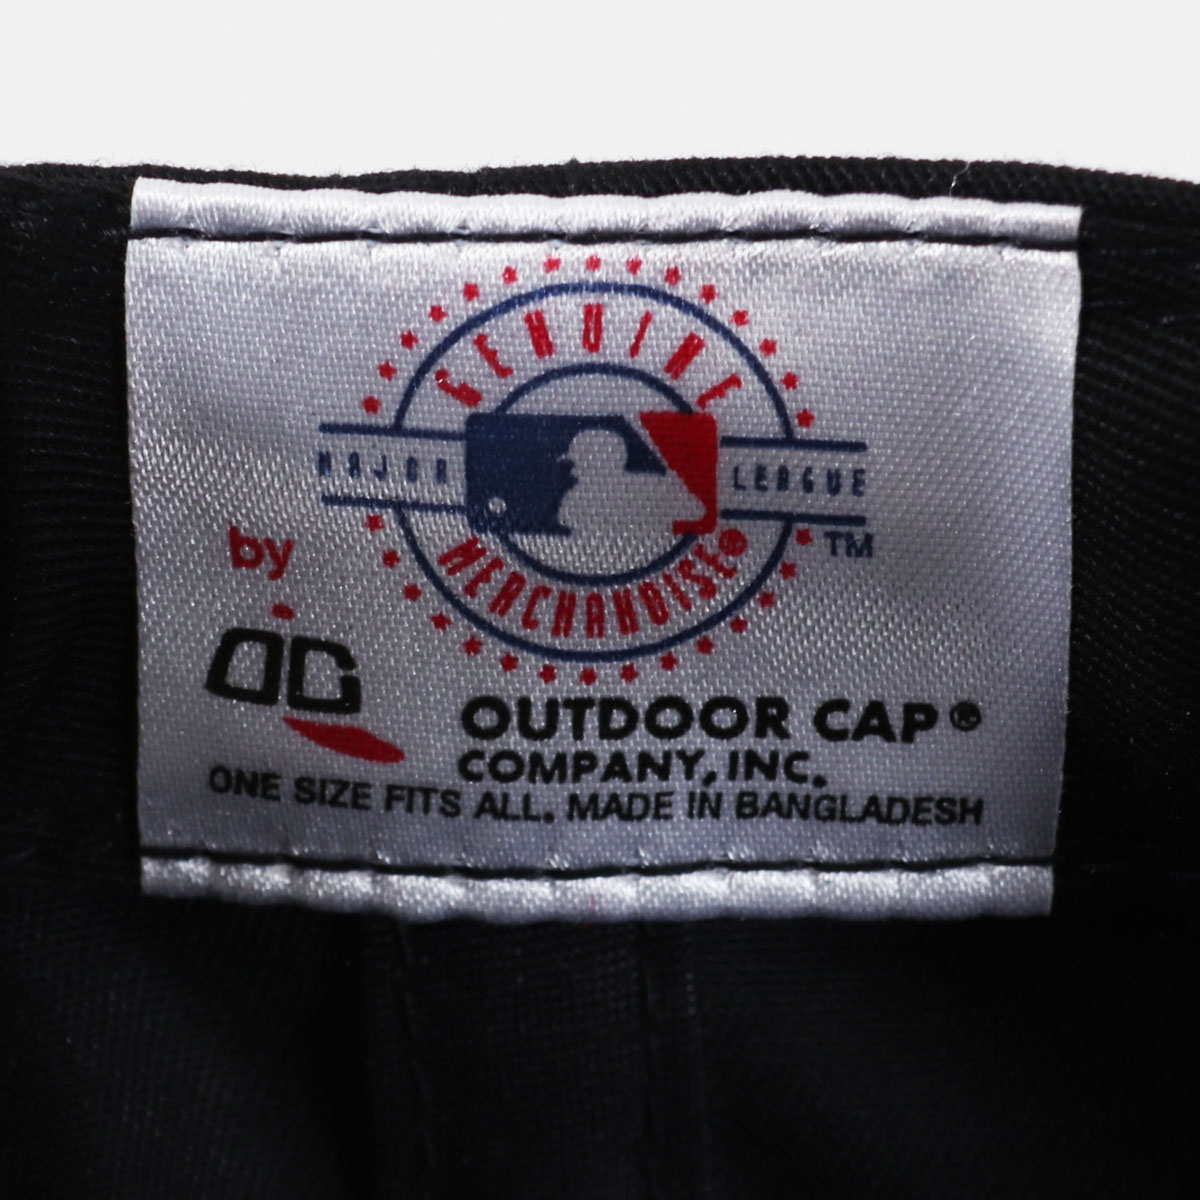 GENUINE
MAJOR LEAGUE
MERCHANDISE®
TM
by
OC
OUTDOOR CAP®
COMPANY, INC.
ONE SIZE FITS ALL. MADE IN BANGLADESH